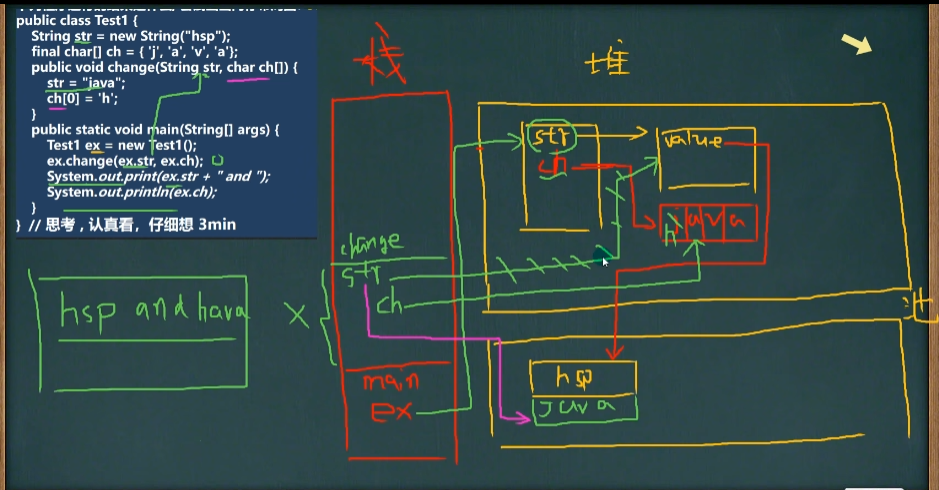 public class Test1 {
String str = new String("hsp");
final char[] ch = { 'j', 'a', 'v', 'a'};
public void change(String str, char ch[]) {
str = "java";
ch[0] = 'h';
}
public static void main(String[] args) {
Test1 ex = new Test1();
ex.change(ex.str, ex.ch);
System.out.print(ex.str + " and ");
System.out.println(ex.ch);
}
} // 思考，认真看，仔细想 3min
栈
堆
str
ch
value
j a v a
h
change
str
ch
main
ex
hsp and hava
hsp
java